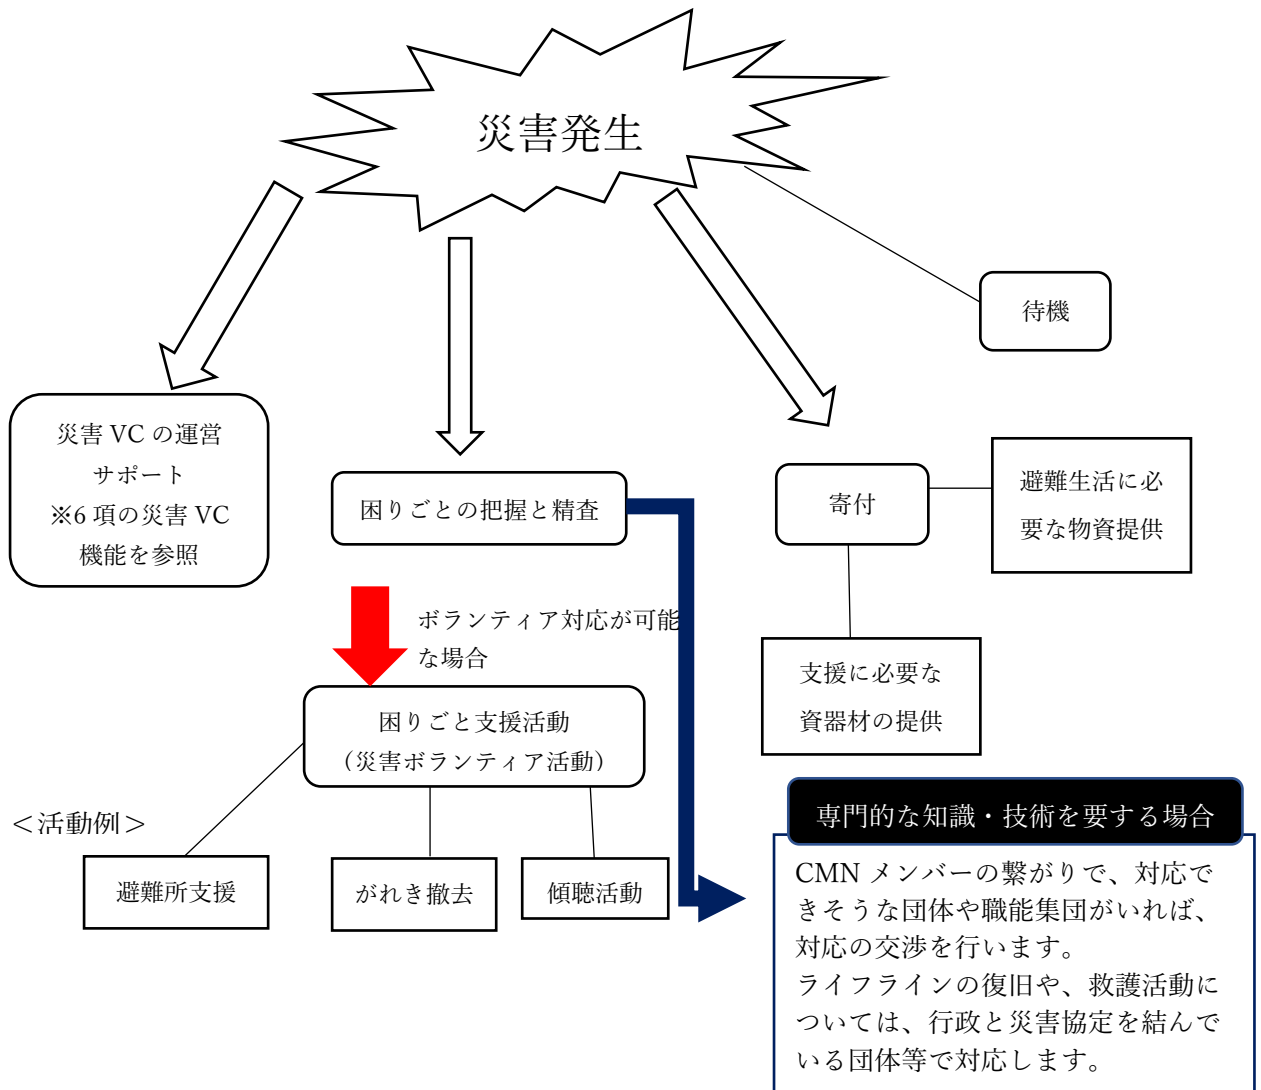 災害発生
待機
災害 VC の運営
サポート
※6 項の災害 VC
機能を参照
困りごとの把握と精査
寄付
避難生活に必
要な物資提供
ボランティア対応が可能
な場合
支援に必要な
資器材の提供
困りごと支援活動
（災害ボランティア活動）
＜活動例＞
避難所支援
がれき撤去
傾聴活動
専門的な知識・技術を要する場合
CMN メンバーの繋がりで、対応で
きそうな団体や職能集団がいれば、
対応の交渉を行います。
ライフラインの復旧や、救護活動に
ついては、行政と災害協定を結んで
いる団体等で対応します。